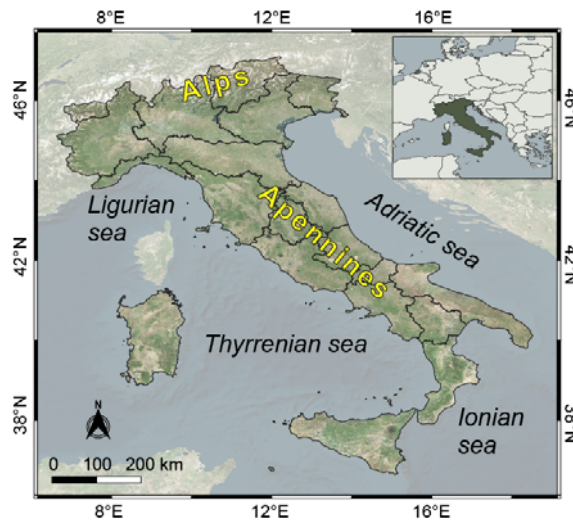 8°E 12°E 16°E
Alps
46°N 46°N
Ligurian
sea
Adriatic sea
Apennines
42°N 42°N
Thyrrenian sea
38°N 38°N
Ionian
sea
0 100 200 km
8°E 12°E 16°E